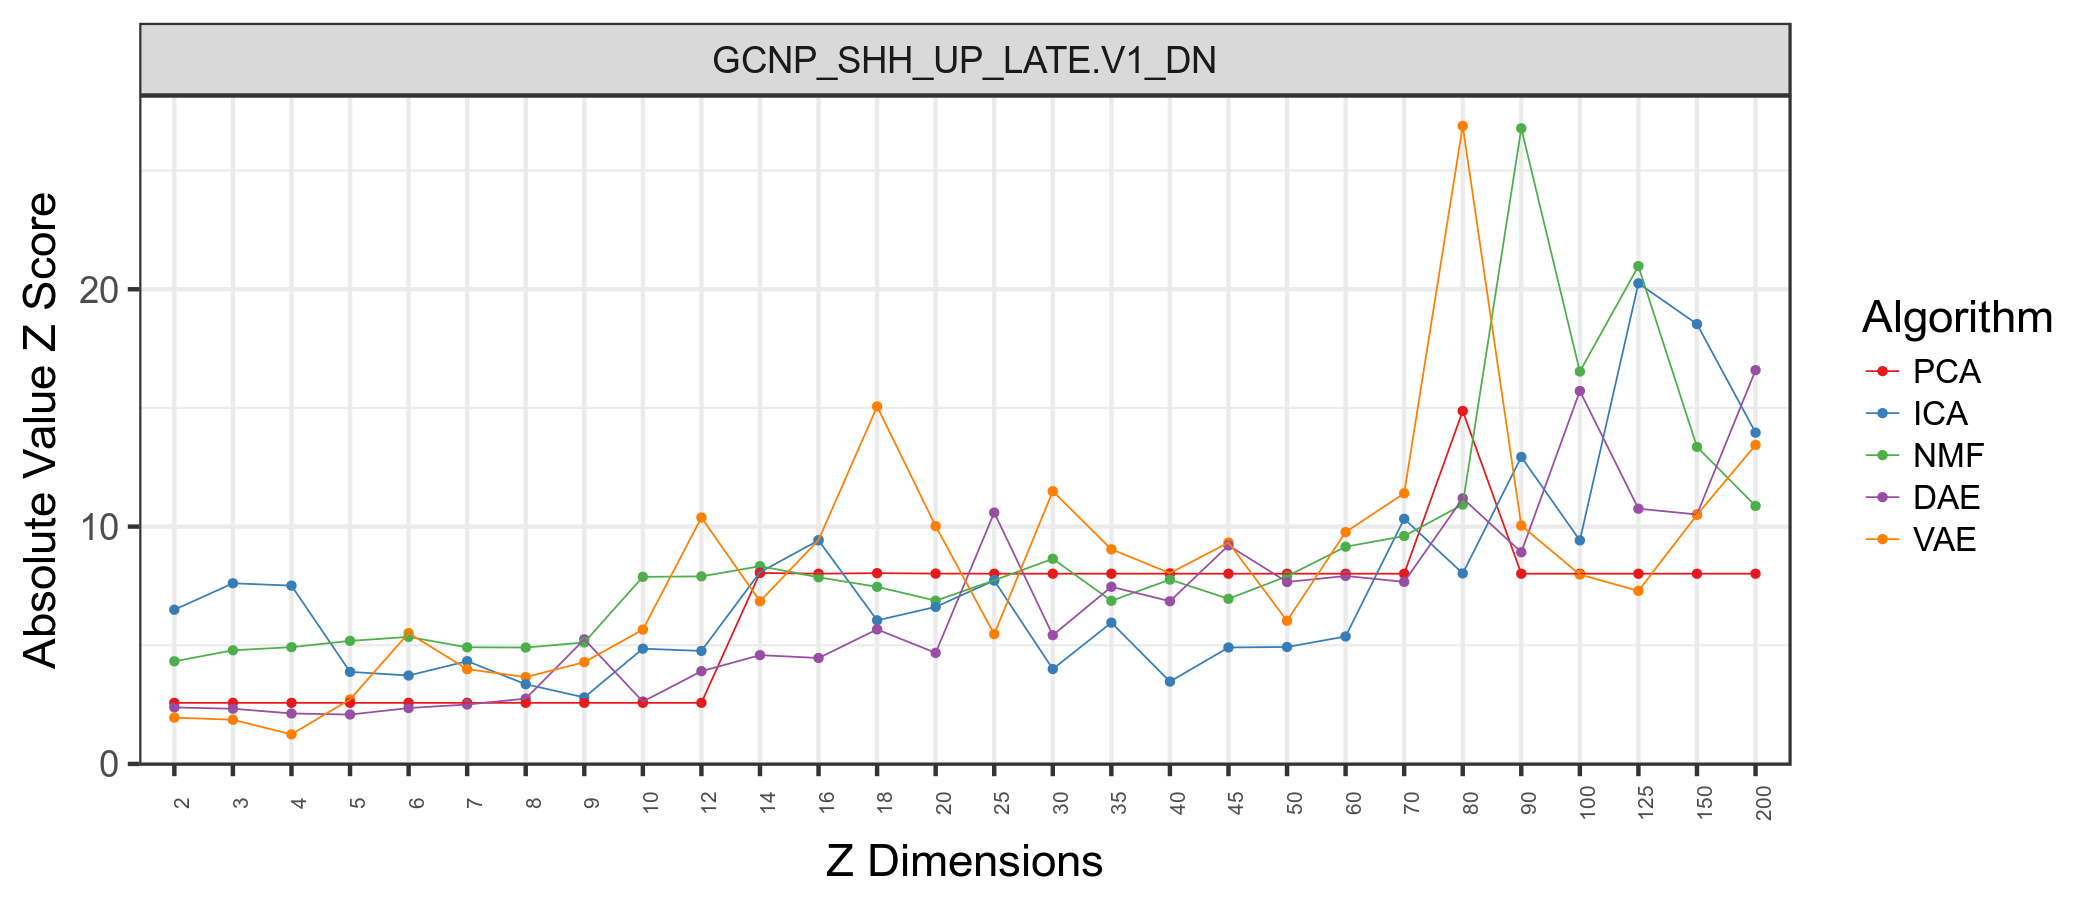 GCNP_SHH_UP_LATE.V1_DN
Absolute Value Z Score
20
10
0
2 3 4 5 6 7 8 9 10 12 14 16 18 20 25 30 35 40 45 50 60 70 80 90 100 125 150 200
Z Dimensions
Algorithm
PCA
ICA
NMF
DAE
VAE